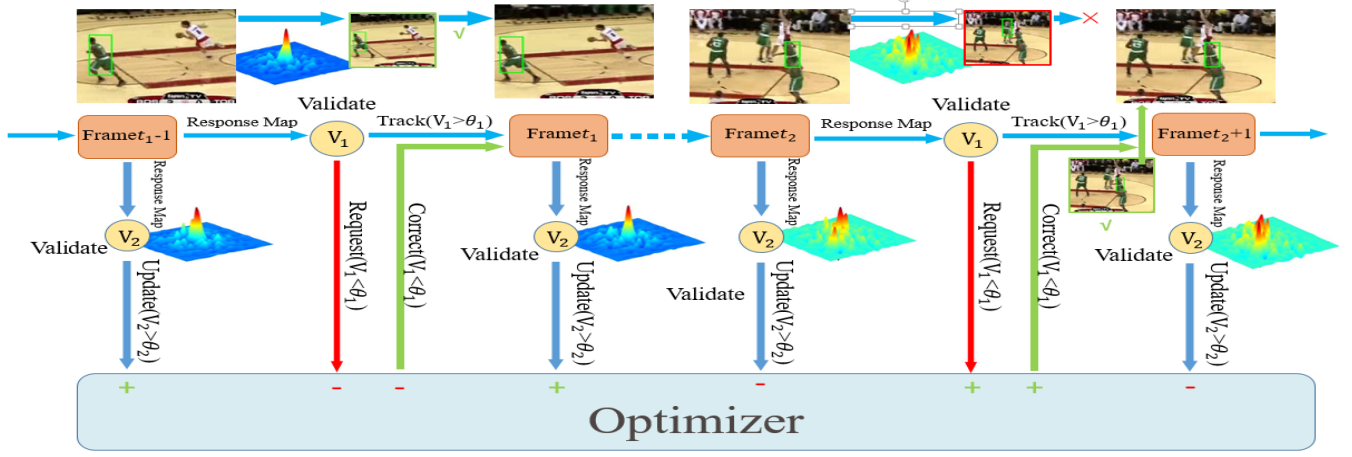 Validate
√
×
Validate
√
Frame t₁-1
Response Map
V₁
Track(V₁>θ₁)
Frame t₁
Frame t₂
Response Map
V₁
Track(V₁>θ₁)
Frame t₂+1
Response Map
Validate
V₂
Update(V₂>θ₂)
Request(V₁<θ₁)
Correct(V₁<θ₁)
Response Map
Validate
V₂
Update(V₂>θ₂)
Response Map
Validate
V₂
Update(V₂>θ₂)
Request(V₁<θ₁)
Correct(V₁<θ₁)
Response Map
Validate
V₂
Update(V₂>θ₂)
+
-
-
+
-
+
+
-
Optimizer